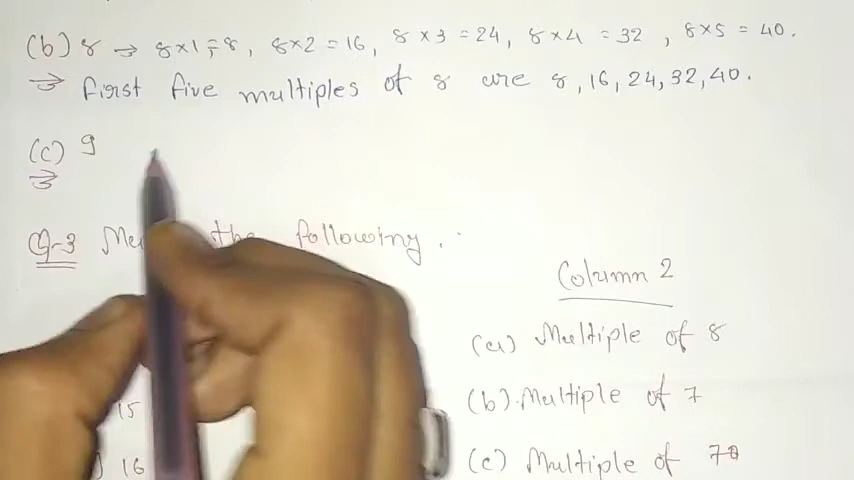 (b) 8 → 8×1=8, 8×2=16, 8×3=24, 8×4=32, 8×5=40.
⇒ First five multiples of 8 are 8,16,24,32,40.
(c) 9
⇒
Q-3 the following.
Column 2
(a) Multiple of 8
(b) Multiple of 7
15
(c) Multiple of 70
) 16